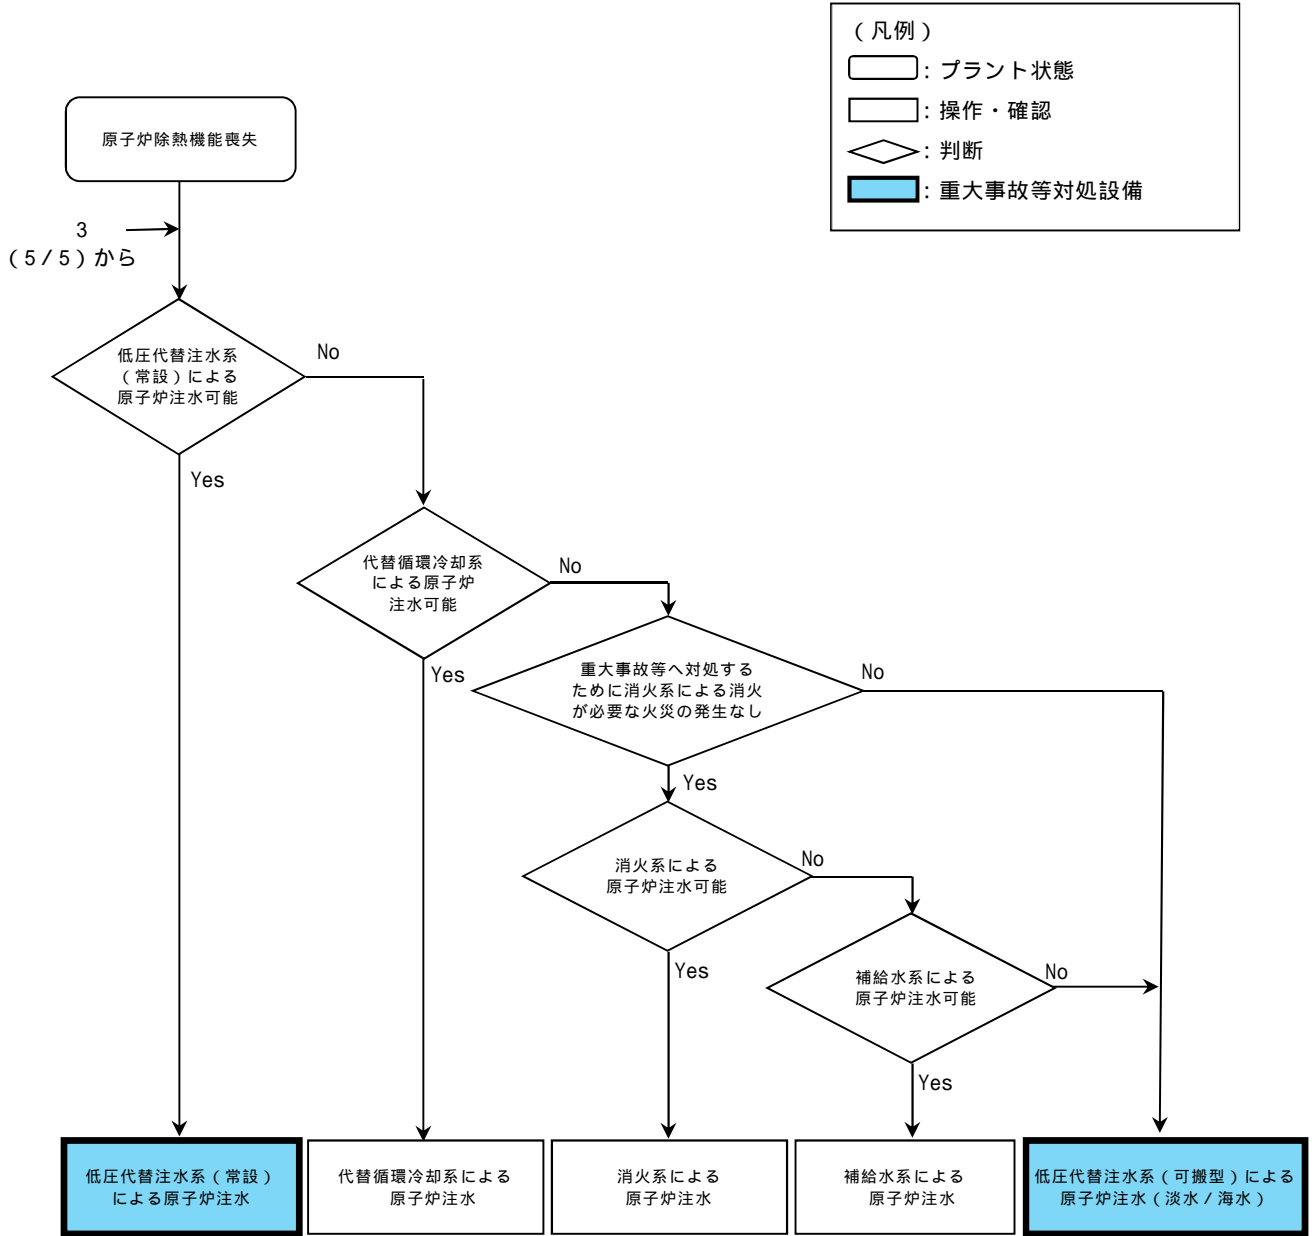 （凡例）
：プラント状態
：操作・確認
：判断
：重大事故等対処設備
原子炉除熱機能喪失
3
（5／5）から
低圧代替注水系
（常設）による
原子炉注水可能
No
Yes
代替循環冷却系
による原子炉
注水可能
No
Yes
重大事故等へ対処する
ために消火系による消火
が必要な火災の発生なし
No
Yes
消火系による
原子炉注水可能
No
Yes
補給水系による
原子炉注水可能
No
Yes
低圧代替注水系（常設）
による原子炉注水
代替循環冷却系による
原子炉注水
消火系による
原子炉注水
補給水系による
原子炉注水
低圧代替注水系（可搬型）による
原子炉注水（淡水／海水）